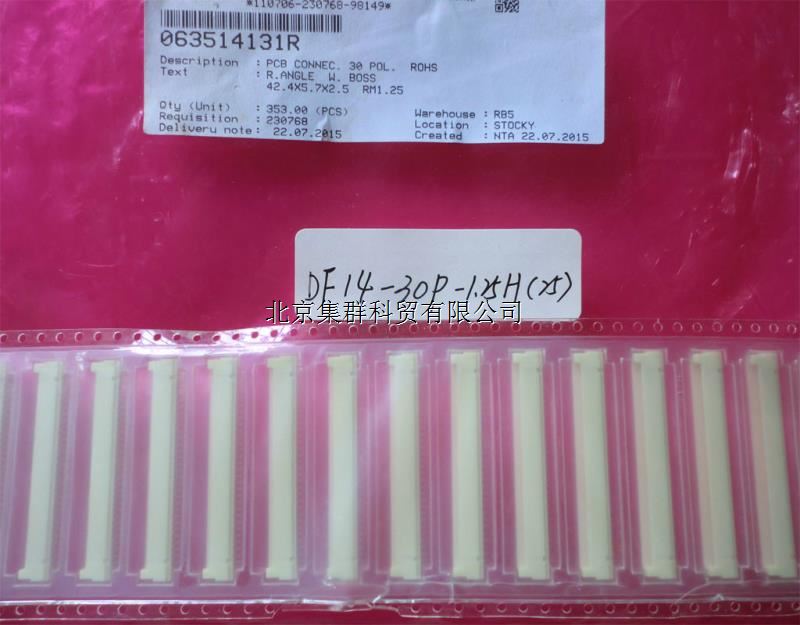 *110706-230768-98149*
063514131R
Description : PCB CONNEC. 30 POL. ROHS
Text : R.ANGLE W. BOSS
42.4X5.7X2.5 RM1.25
Qty (Unit) : 353.00 (PCS)
Requisition : 230768
Delivery note: 22.07.2015
Warehouse : RB5
Location : STOCKY
Created : NTA 22.07.2015
DF14-30P-1.25H(25)
北京集群科贸有限公司